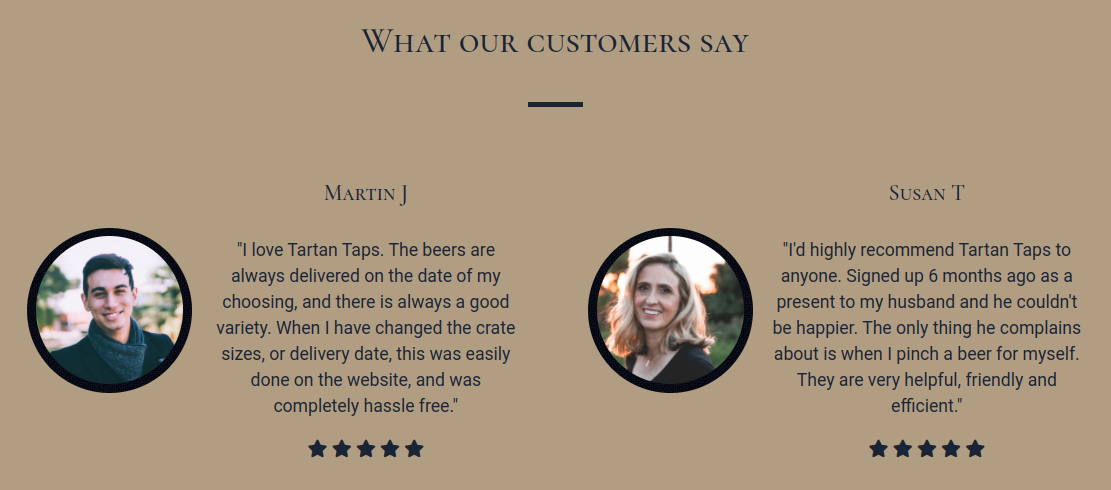 What our customers say
Martin J
"I love Tartan Taps. The beers are
always delivered on the date of my
choosing, and there is always a good
variety. When I have changed the crate
sizes, or delivery date, this was easily
done on the website, and was
completely hassle free."
Susan T
"I'd highly recommend Tartan Taps to
anyone. Signed up 6 months ago as a
present to my husband and he couldn't
be happier. The only thing he complains
about is when I pinch a beer for myself.
They are very helpful, friendly and
efficient."